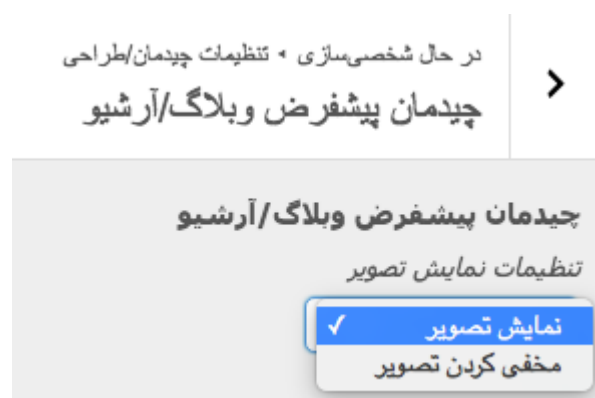 در حال شخصی‌سازی ‣ تنظیمات چیدمان/طراحی
چیدمان پیشفرض وبلاگ/آرشیو
چیدمان پیشفرض وبلاگ/آرشیو
تنظیمات نمایش تصویر
نمایش تصویر ✓
مخفی کردن تصویر